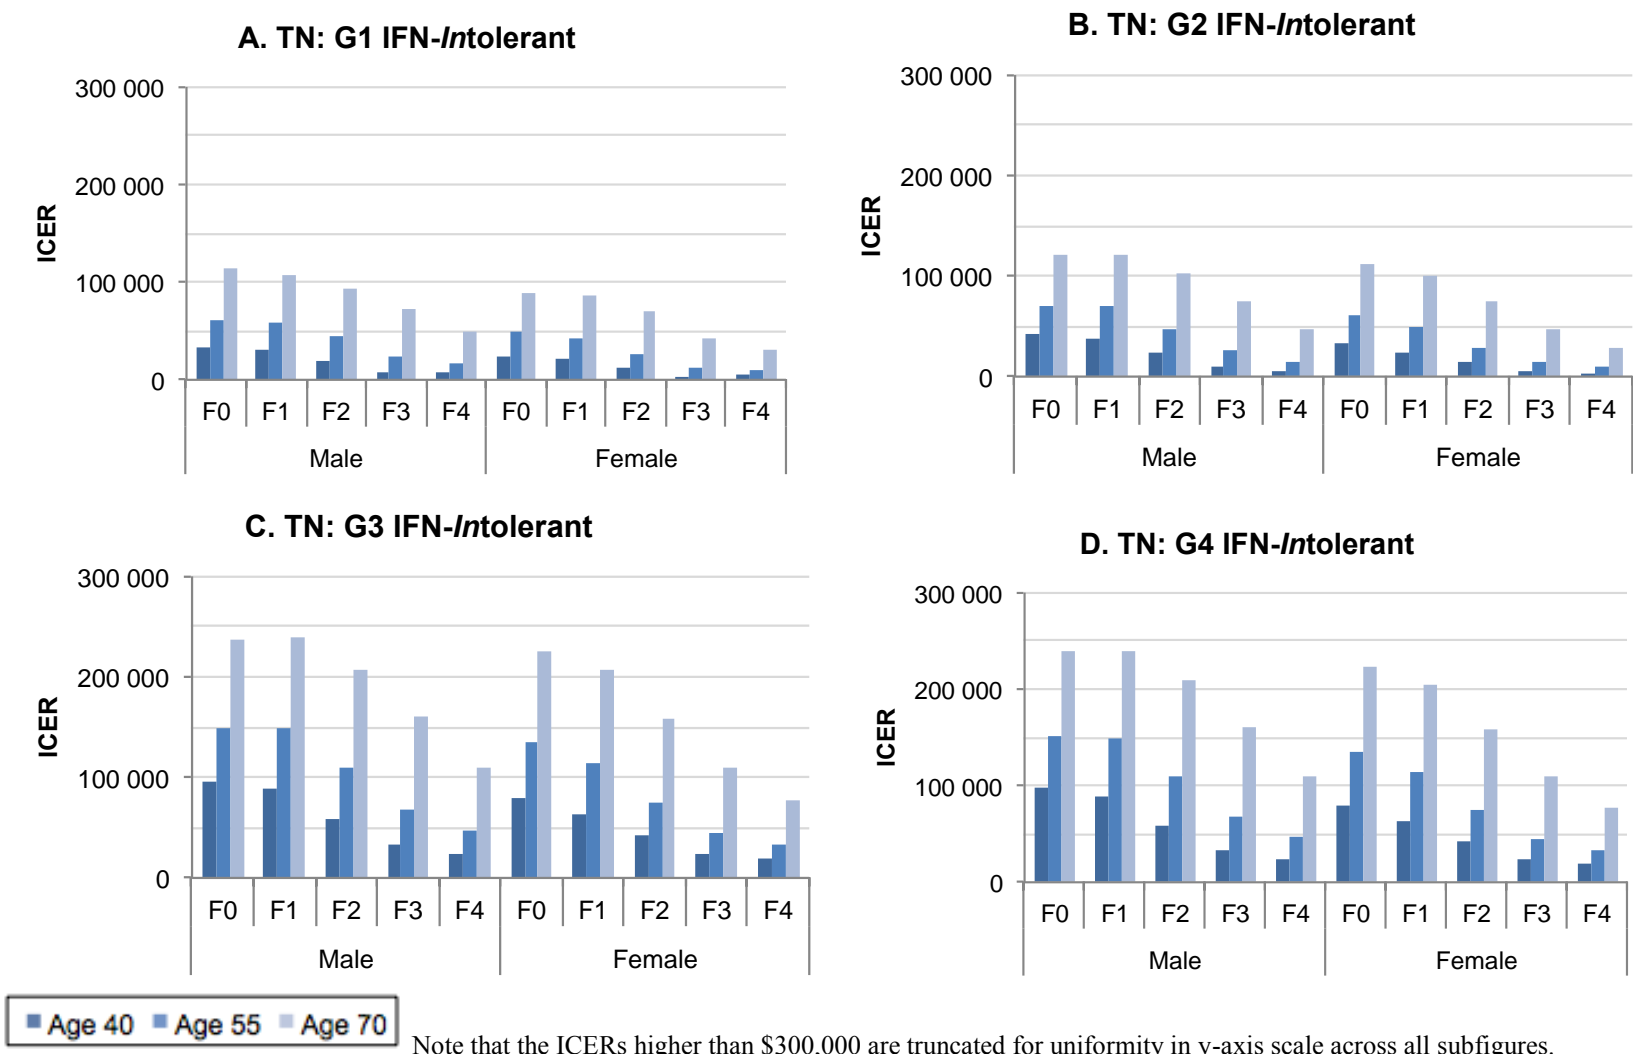 A. TN: G1 IFN-Intolerant
300 000
200 000
100 000
0
ICER
F0 F1 F2 F3 F4 F0 F1 F2 F3 F4
Male Female
B. TN: G2 IFN-Intolerant
300 000
200 000
100 000
0
ICER
F0 F1 F2 F3 F4 F0 F1 F2 F3 F4
Male Female
C. TN: G3 IFN-Intolerant
300 000
200 000
100 000
0
ICER
F0 F1 F2 F3 F4 F0 F1 F2 F3 F4
Male Female
D. TN: G4 IFN-Intolerant
300 000
200 000
100 000
0
ICER
F0 F1 F2 F3 F4 F0 F1 F2 F3 F4
Male Female
Age 40 Age 55 Age 70
Note that the ICERs higher than $300,000 are truncated for uniformity in y-axis scale across all subfigures.